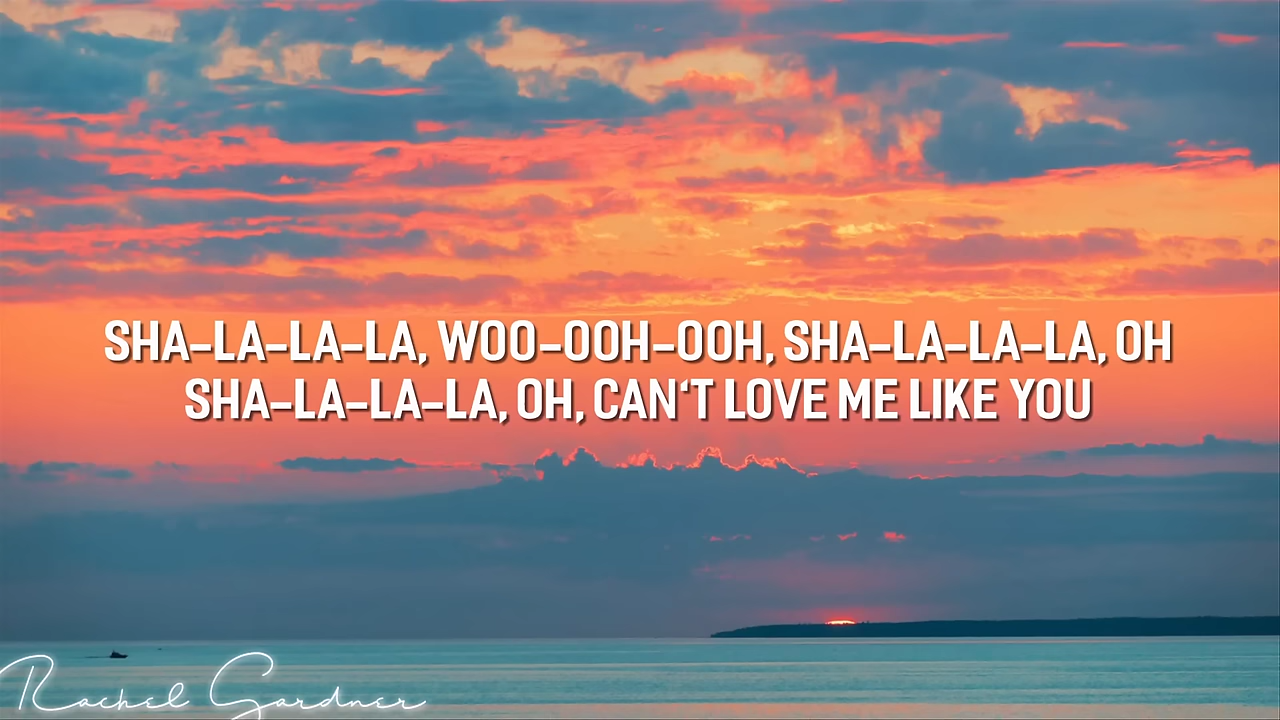 SHA-LA-LA-LA, WOO-OOH-OOH, SHA-LA-LA-LA, OH
SHA-LA-LA-LA, OH, CAN‘T LOVE ME LIKE YOU
Rachel Gardner